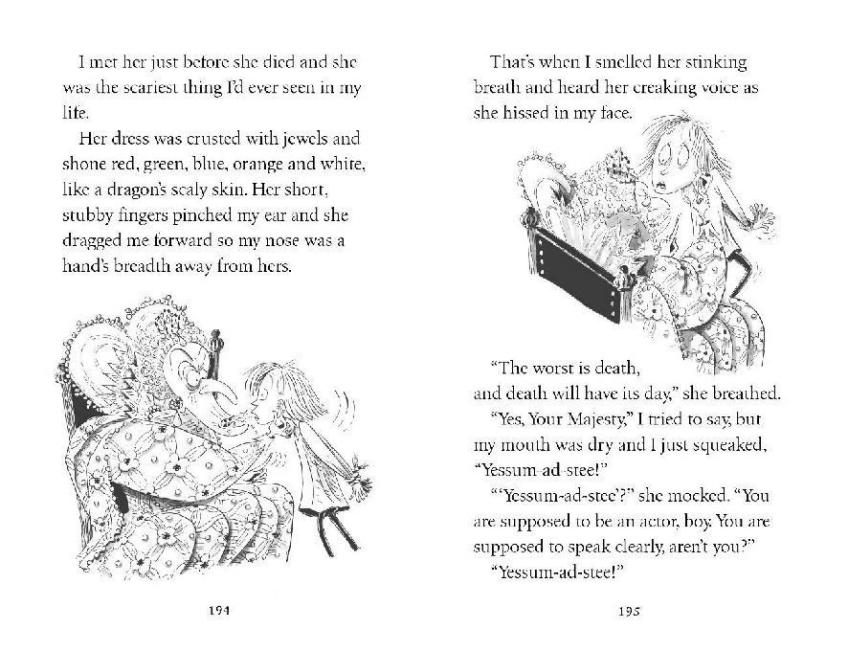 I met her just before she died and she
was the scariest thing I'd ever seen in my
life.
Her dress was crusted with jewels and
shone red, green, blue, orange and white,
like a dragon's scaly skin. Her short,
stubby fingers pinched my ear and she
dragged me forward so my nose was a
hand's breadth away from hers.
194
That's when I smelled her stinking
breath and heard her creaking voice as
she hissed in my face.
“The worst is death,
and death will have its day,” she breathed.
“Yes, Your Majesty,” I tried to say, but
my mouth was dry and I just squeaked,
“Yessum-ad-stee!”
“‘Yessum-ad-stee’?” she mocked. “You
are supposed to be an actor, boy. You are
supposed to speak clearly, aren't you?”
“Yessum-ad-stee!”
195